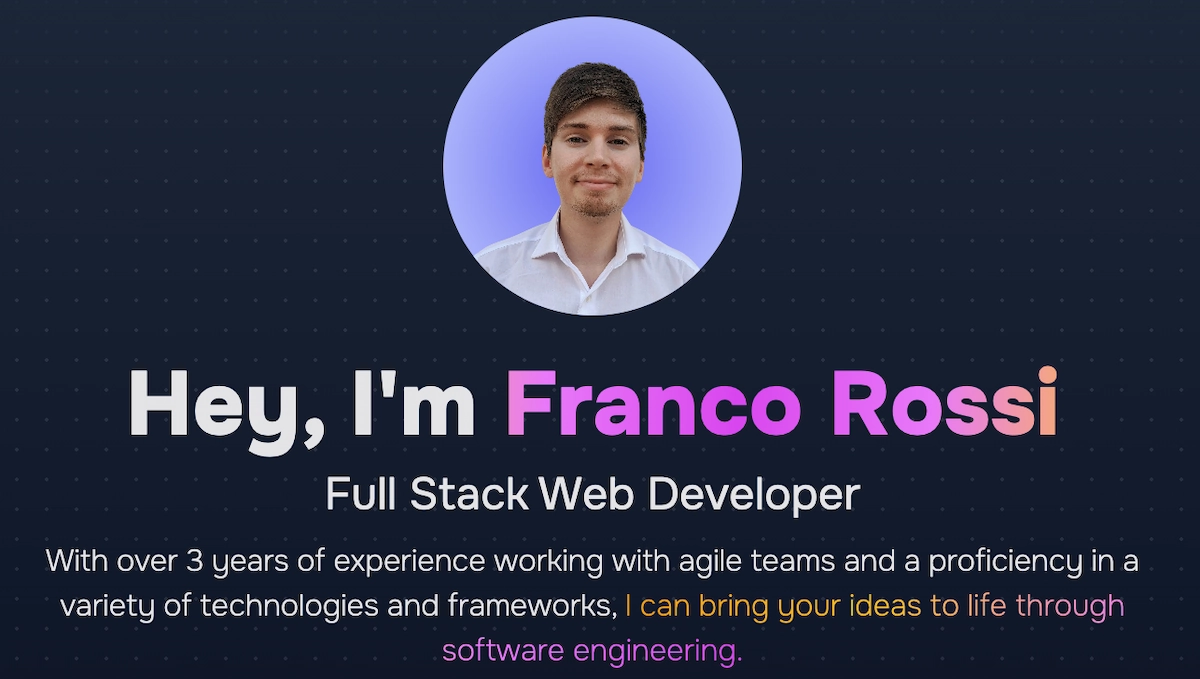 Hey, I'm Franco Rossi
Full Stack Web Developer
With over 3 years of experience working with agile teams and a proficiency in a
variety of technologies and frameworks, I can bring your ideas to life through
software engineering.